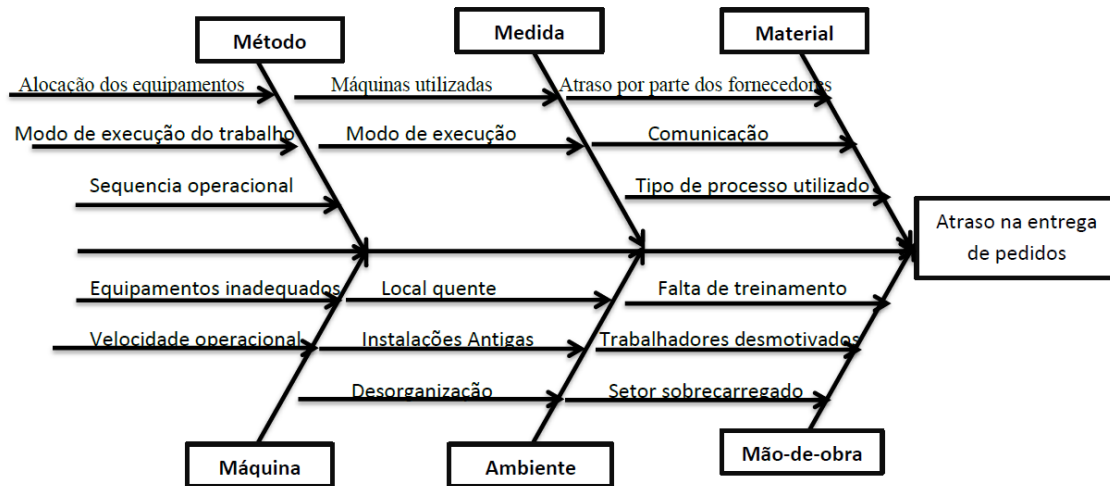 Método
Medida
Material
Alocação dos equipamentos
Máquinas utilizadas
Atraso por parte dos fornecedores
Modo de execução do trabalho
Modo de execução
Comunicação
Sequencia operacional
Tipo de processo utilizado
Atraso na entrega
de pedidos
Equipamentos inadequados
Local quente
Falta de treinamento
Velocidade operacional
Instalações Antigas
Trabalhadores desmotivados
Desorganização
Setor sobrecarregado
Máquina
Ambiente
Mão-de-obra